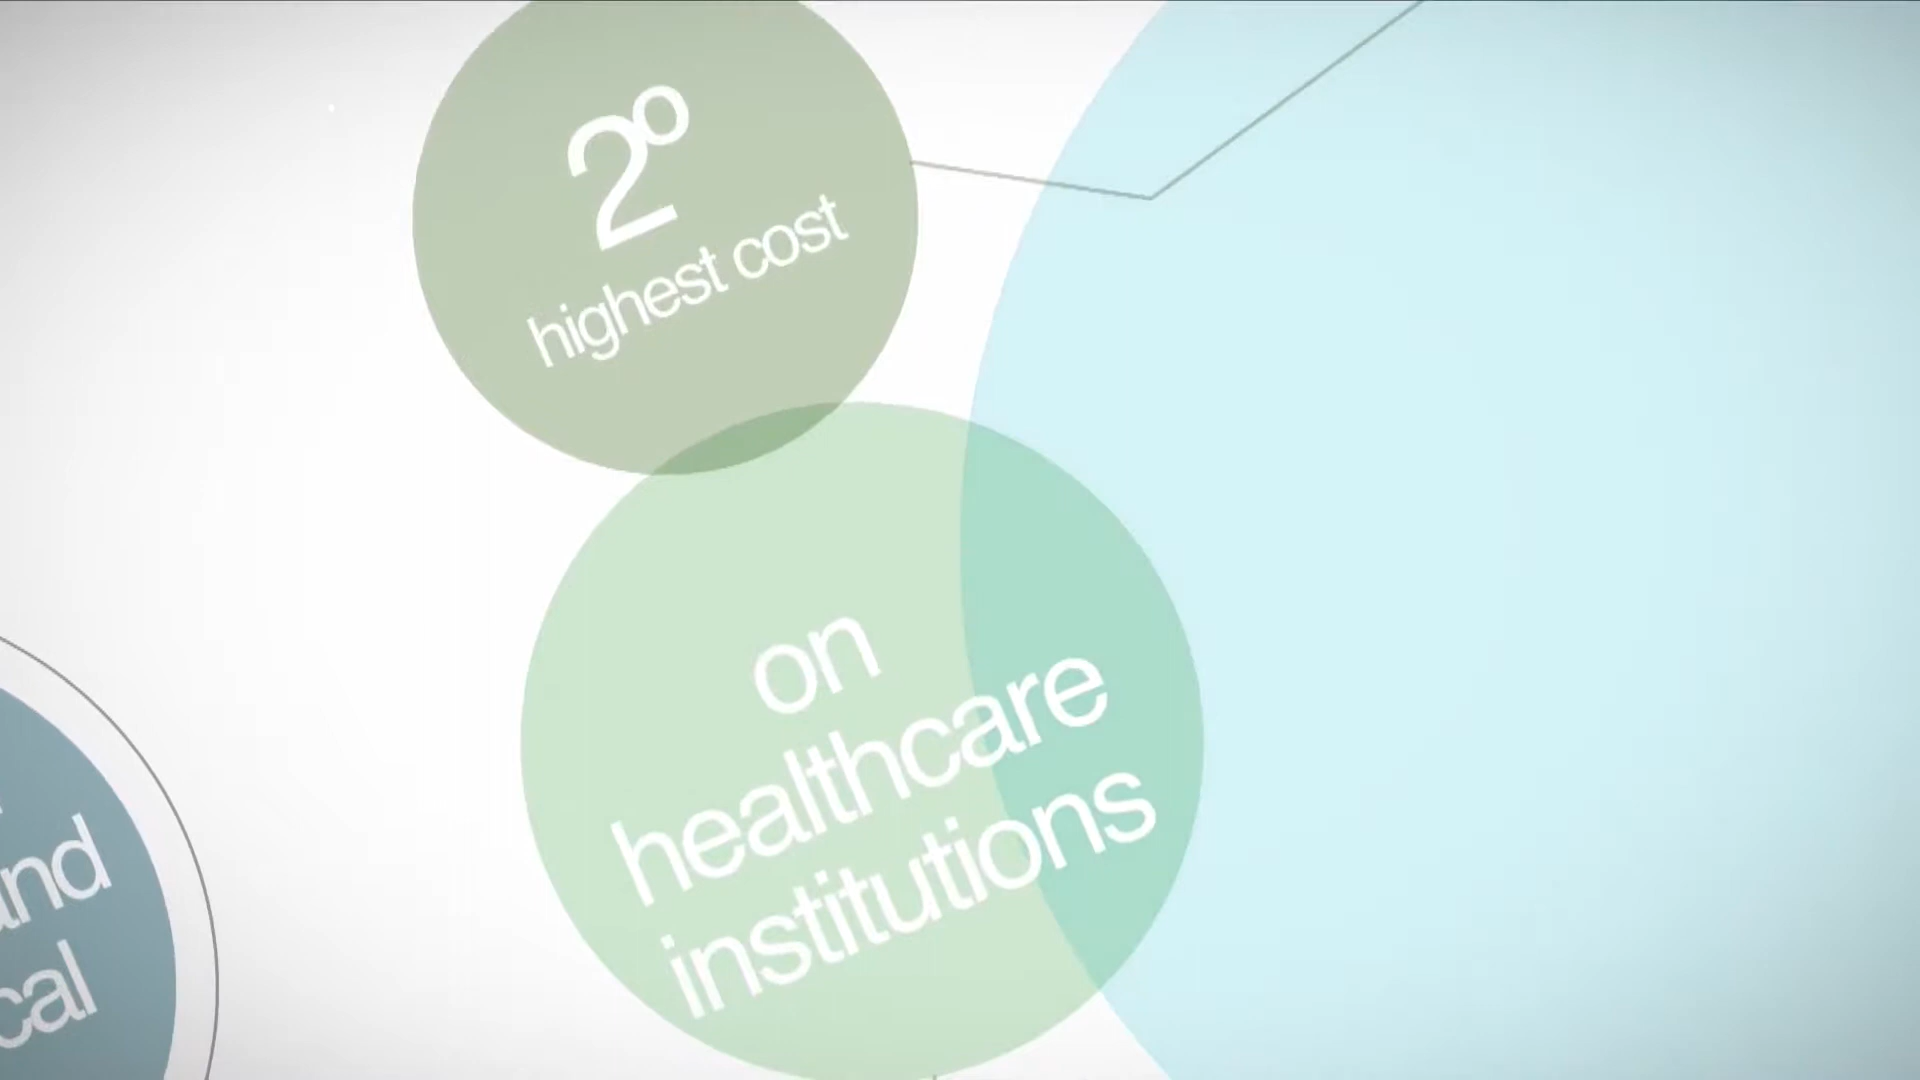 2º
highest cost
on
healthcare
institutions